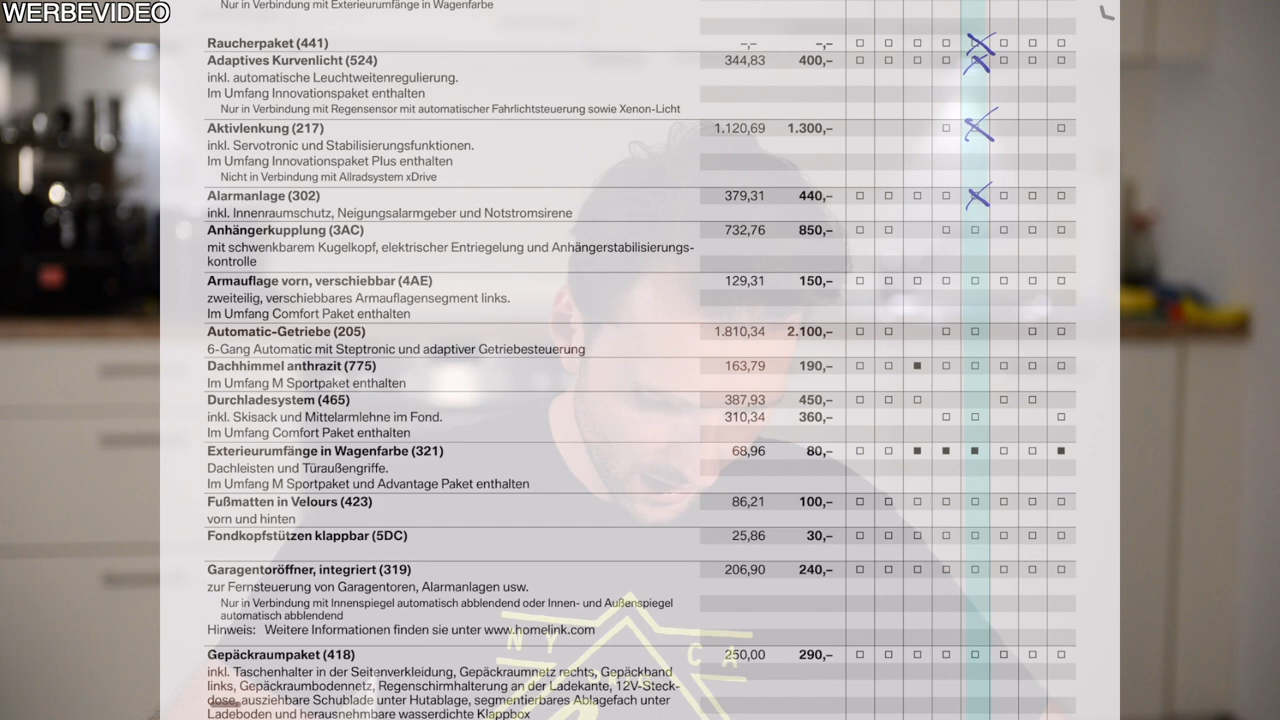 WERBEVIDEO
Nur in Verbindung mit Exterieurumfänge in Wagenfarbe
Raucherpaket (441) –,– –,–
Adaptives Kurvenlicht (524) 344,83 400,–
inkl. automatische Leuchtweitenregulierung.
Im Umfang Innovationspaket enthalten
Nur in Verbindung mit Regensensor mit automatischer Fahrlichtsteuerung sowie Xenon-Licht
Aktivlenkung (217) 1.120,69 1.300,–
inkl. Servotronic und Stabilisierungsfunktionen.
Im Umfang Innovationspaket Plus enthalten
Nicht in Verbindung mit Allradsystem xDrive
Alarmanlage (302) 379,31 440,–
inkl. Innenraumschutz, Neigungsalarmgeber und Notstromsirene
Anhängerkupplung (3AC) 732,76 850,–
mit schwenkbarem Kugelkopf, elektrischer Entriegelung und Anhängerstabilisierungs-
kontrolle
Armauflage vorn, verschiebbar (4AE) 129,31 150,–
zweiteilig, verschiebbares Armauflagensegment links.
Im Umfang Comfort Paket enthalten
Automatic-Getriebe (205) 1.810,34 2.100,–
6-Gang Automatic mit Steptronic und adaptiver Getriebesteuerung
Dachhimmel anthrazit (775) 163,79 190,–
Im Umfang M Sportpaket enthalten
Durchladesystem (465) 387,93 450,–
inkl. Skisack und Mittelarmlehne im Fond. 310,34 360,–
Im Umfang Comfort Paket enthalten
Exterieurumfänge in Wagenfarbe (321) 68,96 80,–
Dachleisten und Türaußengriffe.
Im Umfang M Sportpaket und Advantage Paket enthalten
Fußmatten in Velours (423) 86,21 100,–
vorn und hinten
Fondkopfstützen klappbar (5DC) 25,86 30,–
Garagentoröffner, integriert (319) 206,90 240,–
zur Fernsteuerung von Garagentoren, Alarmanlagen usw.
Nur in Verbindung mit Innenspiegel automatisch abblendend oder Innen- und Außenspiegel
automatisch abblendend
Hinweis: Weitere Informationen finden sie unter www.homelink.com
NY CA
Gepäckraumpaket (418) 250,00 290,–
inkl. Taschenhalter in der Seitenverkleidung, Gepäckraumnetz rechts, Gepäckband
links, Gepäckraumbodennetz, Regenschirmhalterung an der Ladekante, 12V-Steck-
dose, ausziehbare Schublade unter Hutablage, segmentierbares Ablagefach unter
Ladeboden und herausnehmbare wasserdichte Klappbox